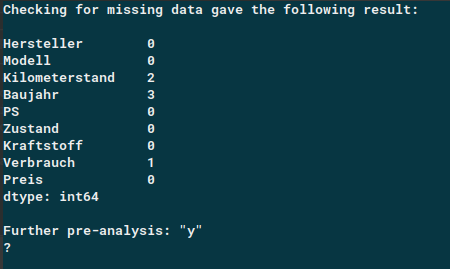 Checking for missing data gave the following result:

Hersteller 0
Modell 0
Kilometerstand 2
Baujahr 3
PS 0
Zustand 0
Kraftstoff 0
Verbrauch 1
Preis 0
dtype: int64

Further pre-analysis: "y"
?